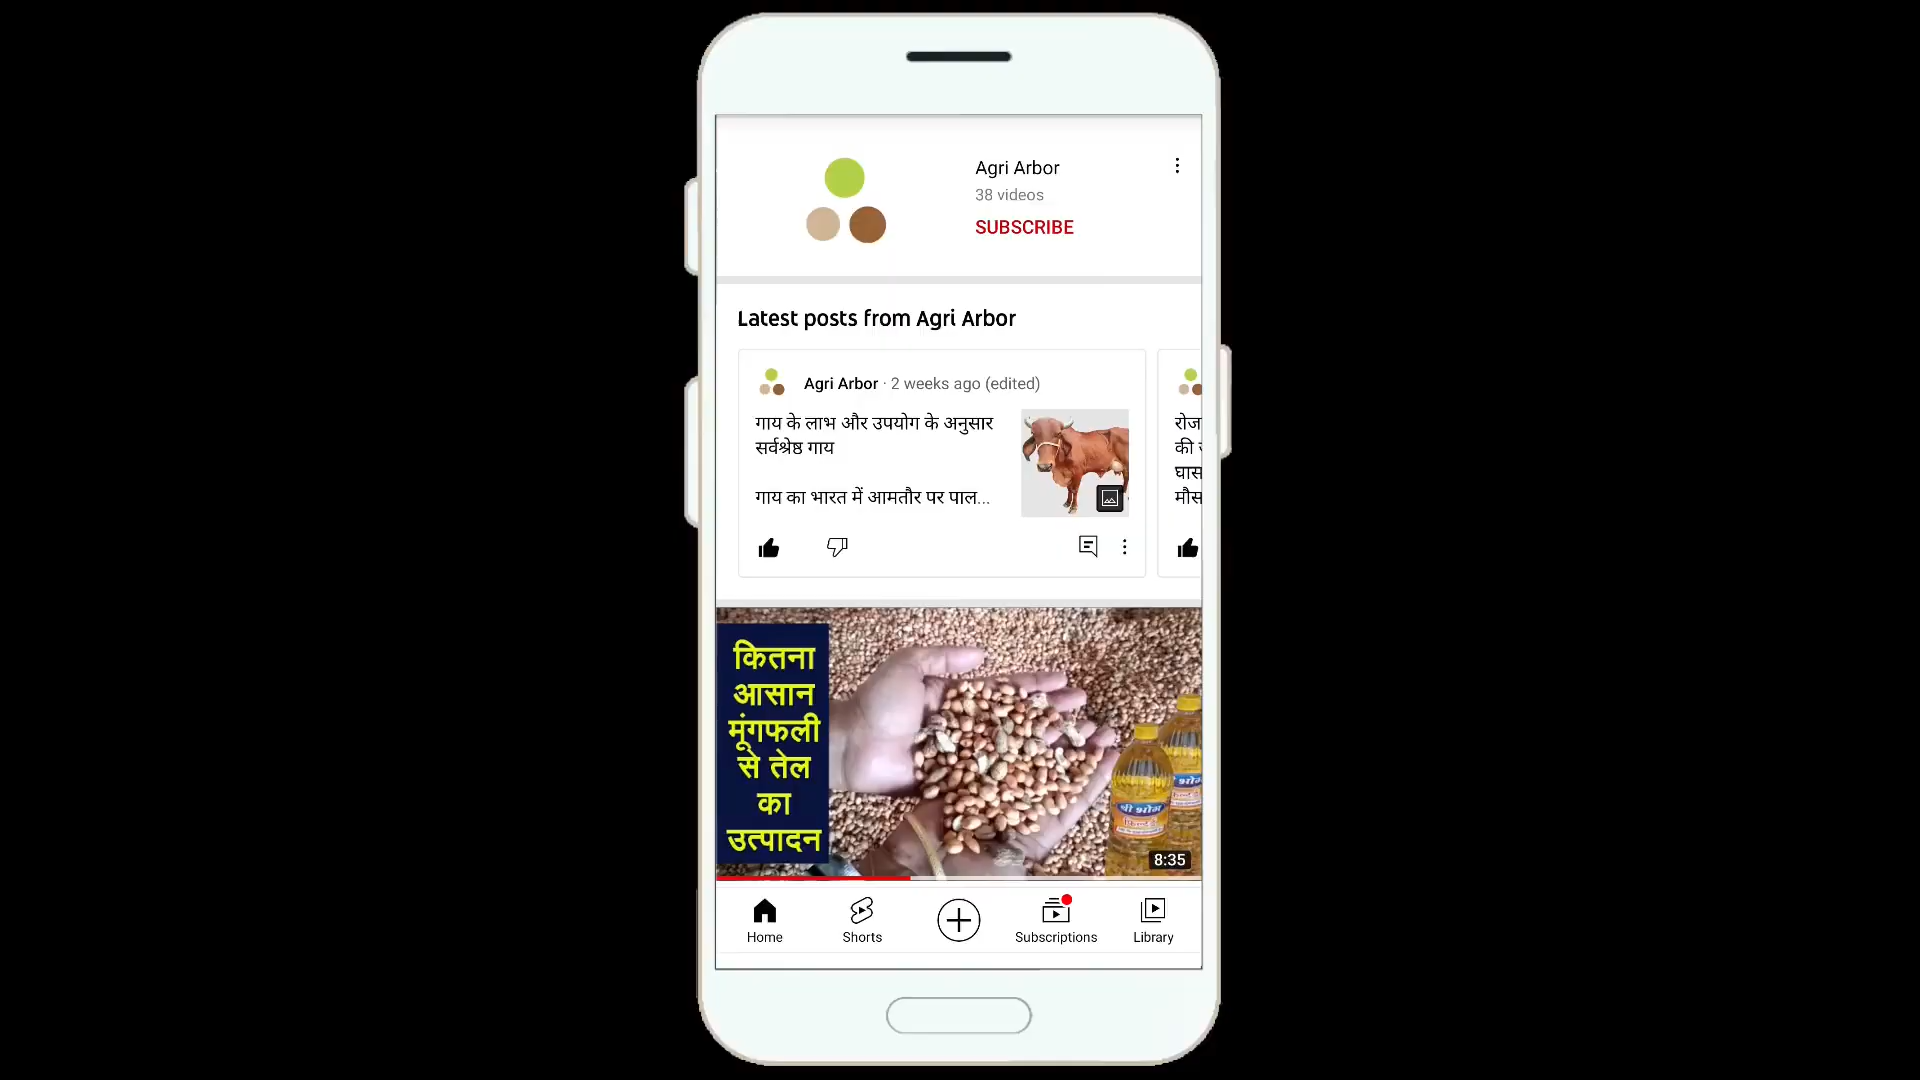 Agri Arbor
38 videos
SUBSCRIBE
Latest posts from Agri Arbor
Agri Arbor · 2 weeks ago (edited)
गाय के लाभ और उपयोग के अनुसार
सर्वश्रेष्ठ गाय
गाय का भारत में आमतौर पर पाल...
रोज
की
घास
मौस
कितना
आसान
मूंगफली
से तेल
का
उत्पादन
श्री भोग
8:35
Home
Shorts
Subscriptions
Library